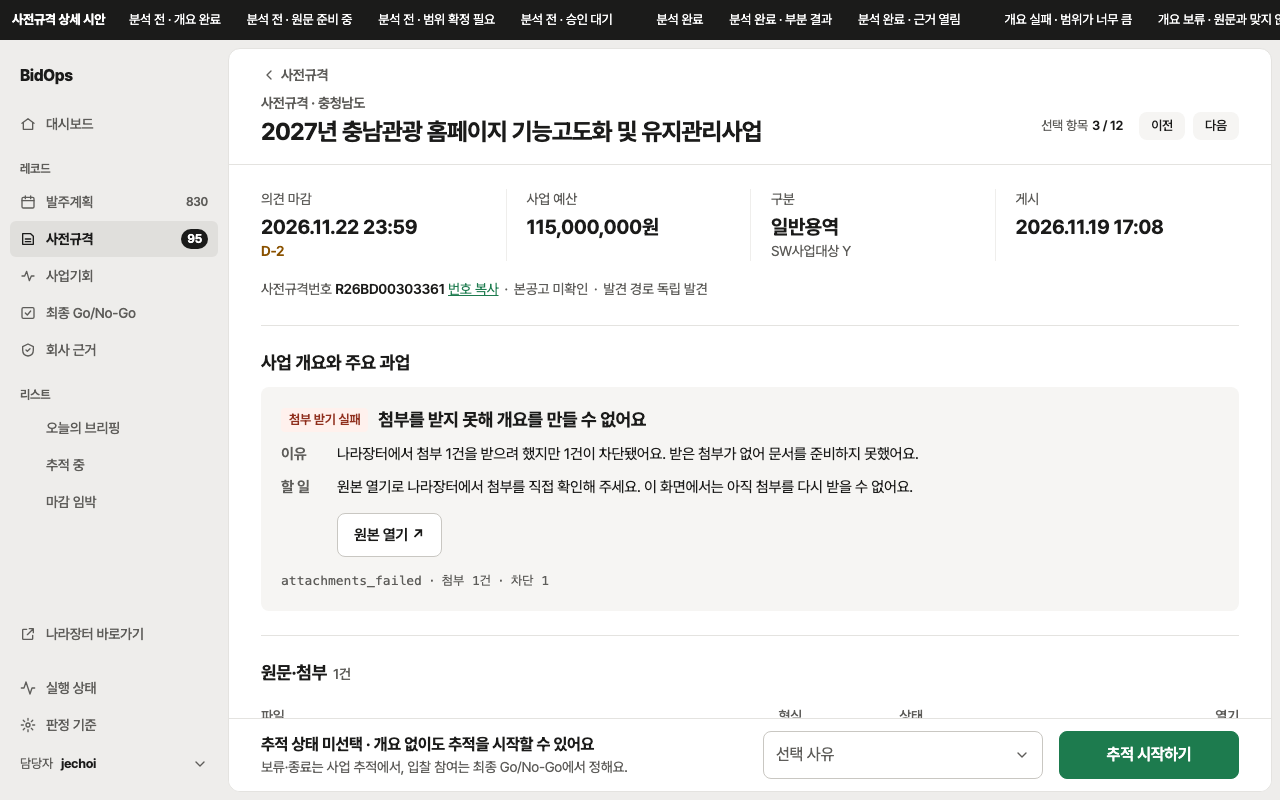 사전규격 상세 시안 분석 전 · 개요 완료 분석 전 · 원문 준비 중 분석 전 · 범위 확정 필요 분석 전 · 승인 대기 분석 완료 분석 완료 · 부분 결과 분석 완료 · 근거 열림 개요 실패 · 범위가 너무 큼 개요 보류 · 원문과 맞지
BidOps
대시보드
레코드
발주계획 830
사전규격 95
사업기회
최종 Go/No-Go
회사 근거
리스트
오늘의 브리핑
추적 중
마감 임박
나라장터 바로가기
실행 상태
판정 기준
담당자 jechoi
사전규격
사전규격 · 충청남도
2027년 충남관광 홈페이지 기능고도화 및 유지관리사업
선택 항목 3 / 12 이전 다음
의견 마감
2026.11.22 23:59
D-2
사업 예산
115,000,000원
구분
일반용역
SW사업대상 Y
게시
2026.11.19 17:08
사전규격번호 R26BD00303361 번호 복사 · 본공고 미확인 · 발견 경로 독립 발견
사업 개요와 주요 과업
첨부 받기 실패 첨부를 받지 못해 개요를 만들 수 없어요
이유 나라장터에서 첨부 1건을 받으려 했지만 1건이 차단됐어요. 받은 첨부가 없어 문서를 준비하지 못했어요.
할 일 원본 열기로 나라장터에서 첨부를 직접 확인해 주세요. 이 화면에서는 아직 첨부를 다시 받을 수 없어요.
원본 열기 ↗
attachments_failed · 첨부 1건 · 차단 1
원문·첨부 1건
파일 형식 상태 열기
추적 상태 미선택 · 개요 없이도 추적을 시작할 수 있어요
보류·종료는 사업 추적에서, 입찰 참여는 최종 Go/No-Go에서 정해요.
선택 사유
추적 시작하기